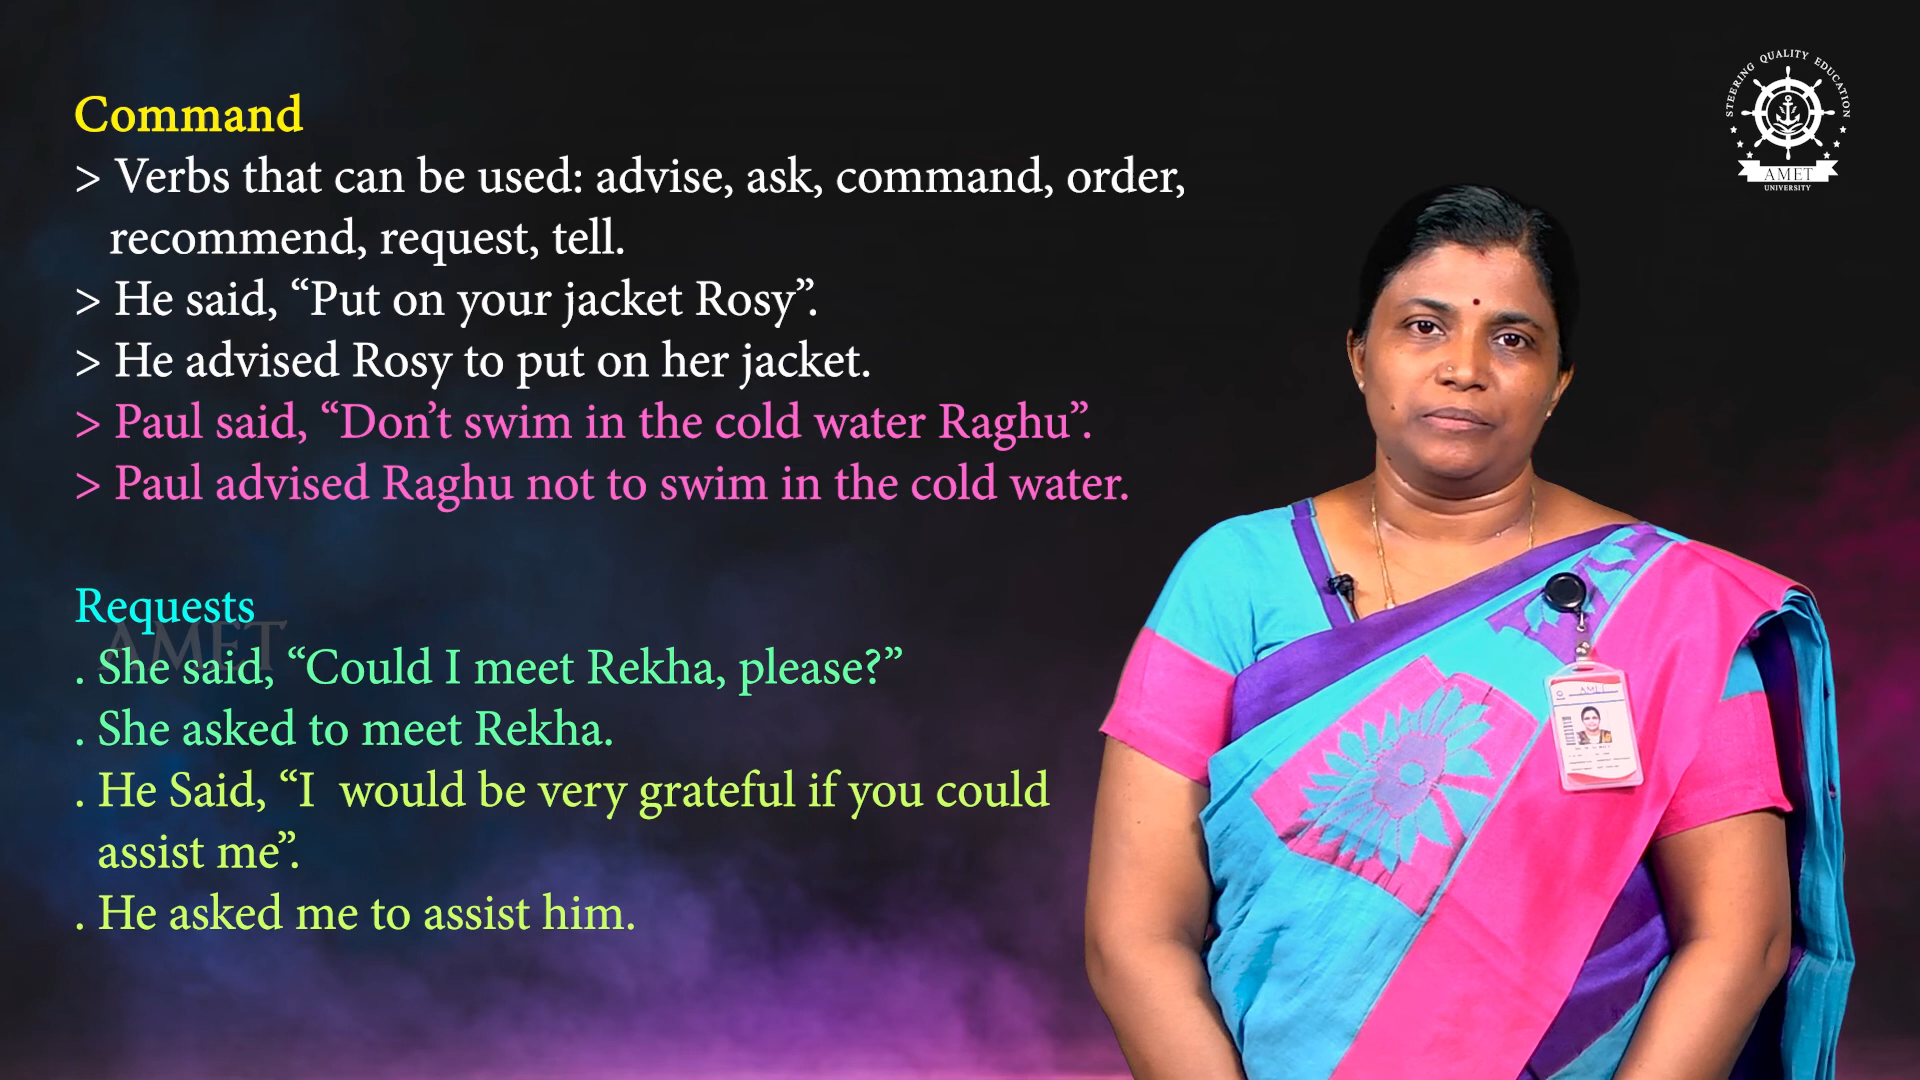 Command
> Verbs that can be used: advise, ask, command, order,
recommend, request, tell.
> He said, “Put on your jacket Rosy”.
> He advised Rosy to put on her jacket.
> Paul said, “Don’t swim in the cold water Raghu”.
> Paul advised Raghu not to swim in the cold water.
Requests
AMET
. She said, “Could I meet Rekha, please?”
. She asked to meet Rekha.
. He Said, “I  would be very grateful if you could
assist me”.
. He asked me to assist him.
STEERING QUALITY EDUCATION
AMET
UNIVERSITY
AMET